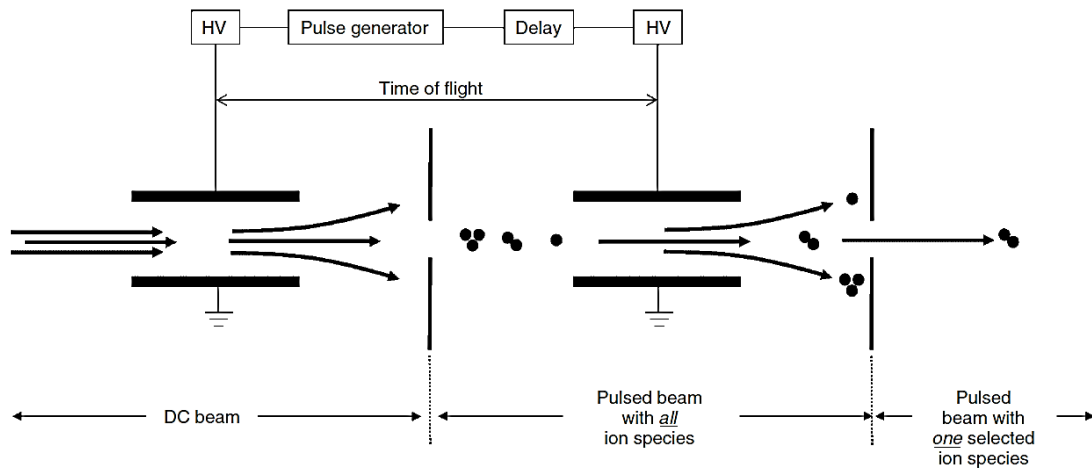 HV
Pulse generator
Delay
HV
Time of flight
DC beam
Pulsed beam
with all
ion species
Pulsed
beam with
one selected
ion species